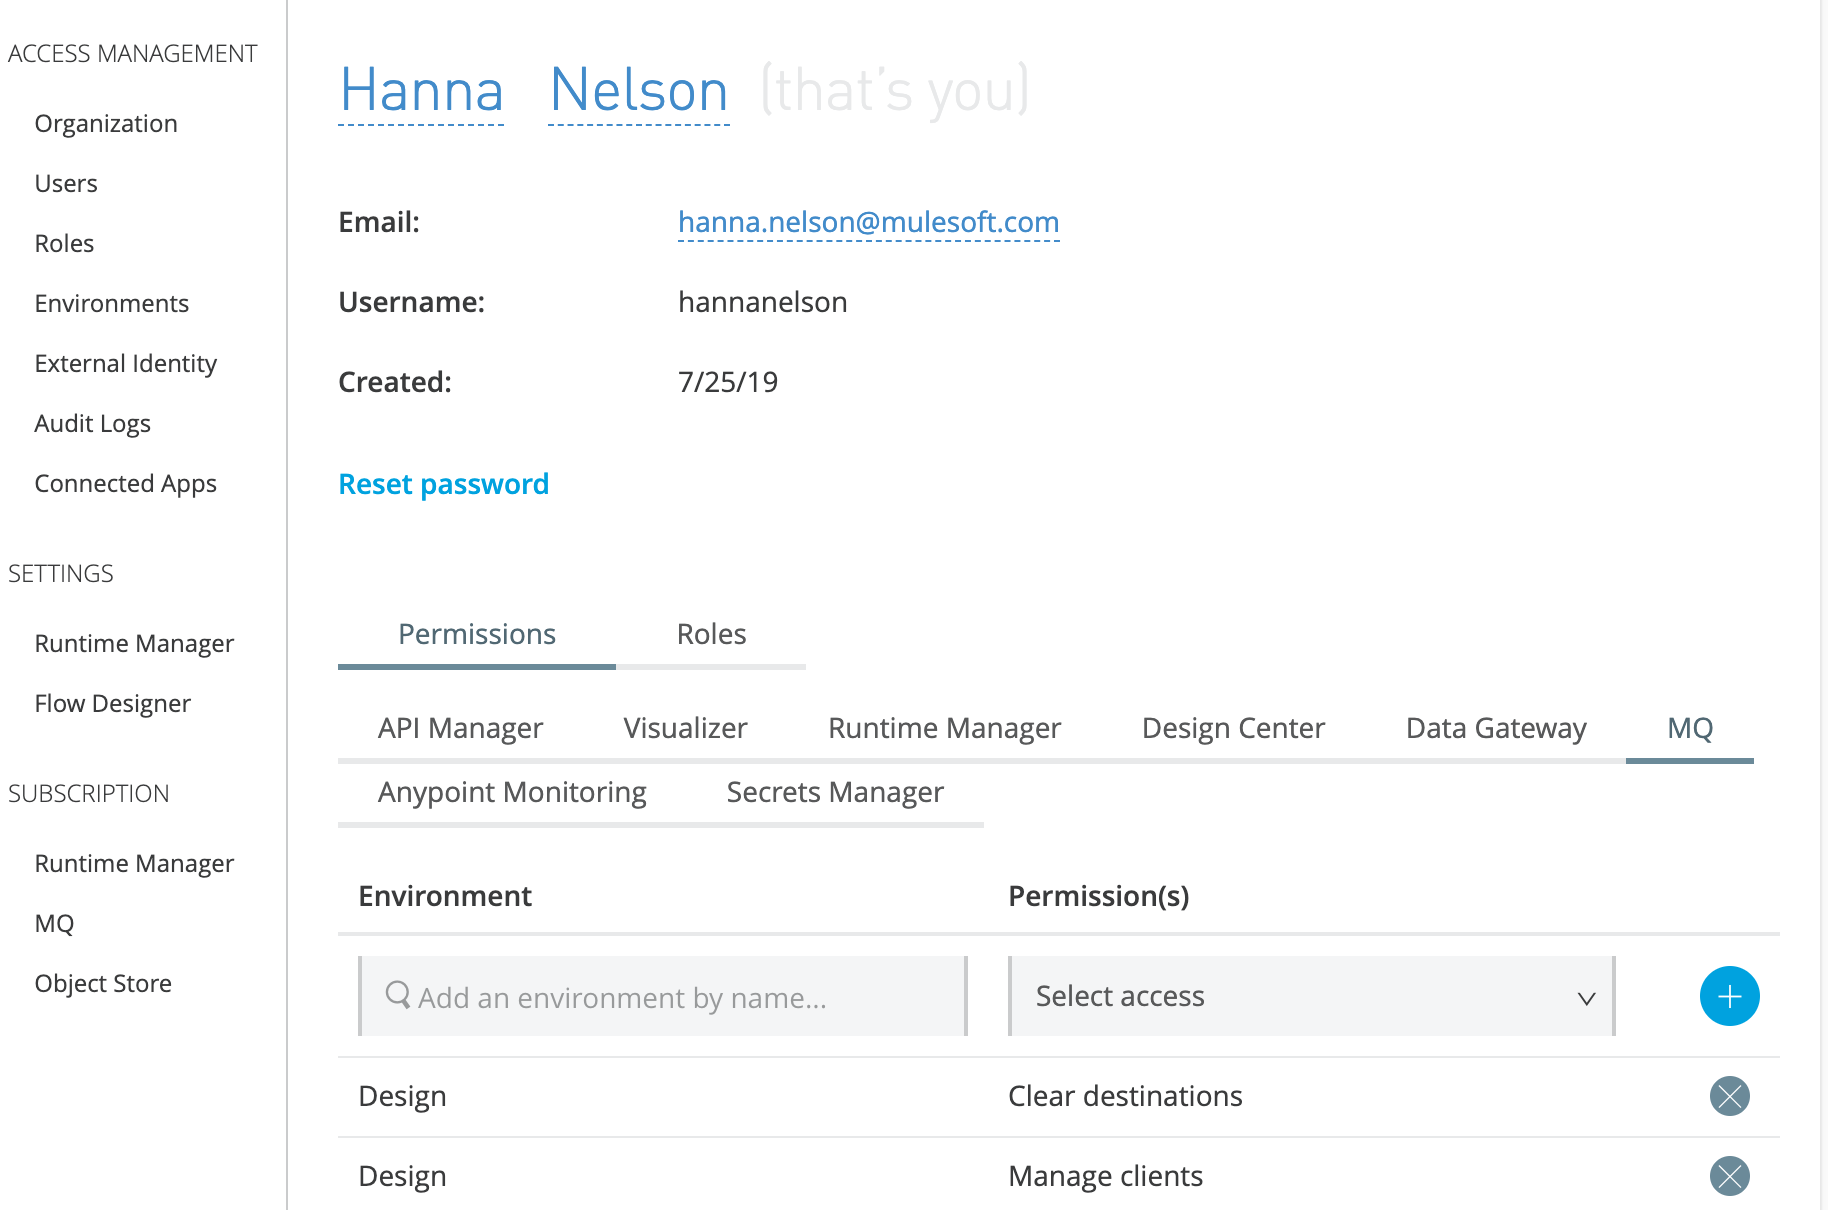 ACCESS MANAGEMENT
Organization
Users
Roles
Environments
External Identity
Audit Logs
Connected Apps
SETTINGS
Runtime Manager
Flow Designer
SUBSCRIPTION
Runtime Manager
MQ
Object Store
Hanna Nelson (that's you)
Email: hanna.nelson@mulesoft.com
Username: hannanelson
Created: 7/25/19
Reset password
Permissions Roles
API Manager Visualizer Runtime Manager Design Center Data Gateway MQ
Anypoint Monitoring Secrets Manager
Environment Permission(s)
Add an environment by name... Select access
Design Clear destinations
Design Manage clients